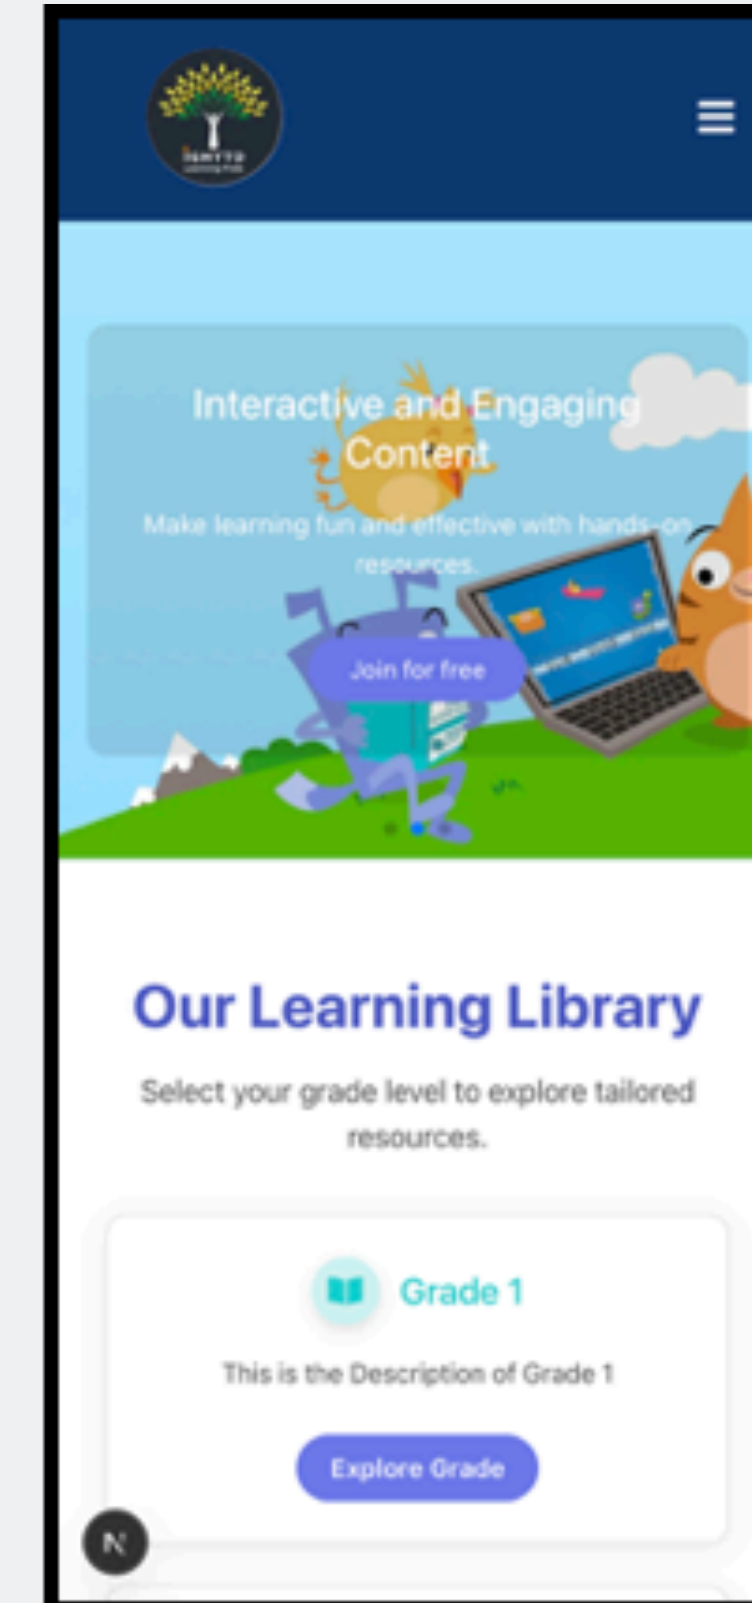 Interactive and Engaging
Content
Make learning fun and effective with hands-on
resources.
Join for free
Our Learning Library
Select your grade level to explore tailored
resources.
Grade 1
This is the Description of Grade 1
Explore Grade
N